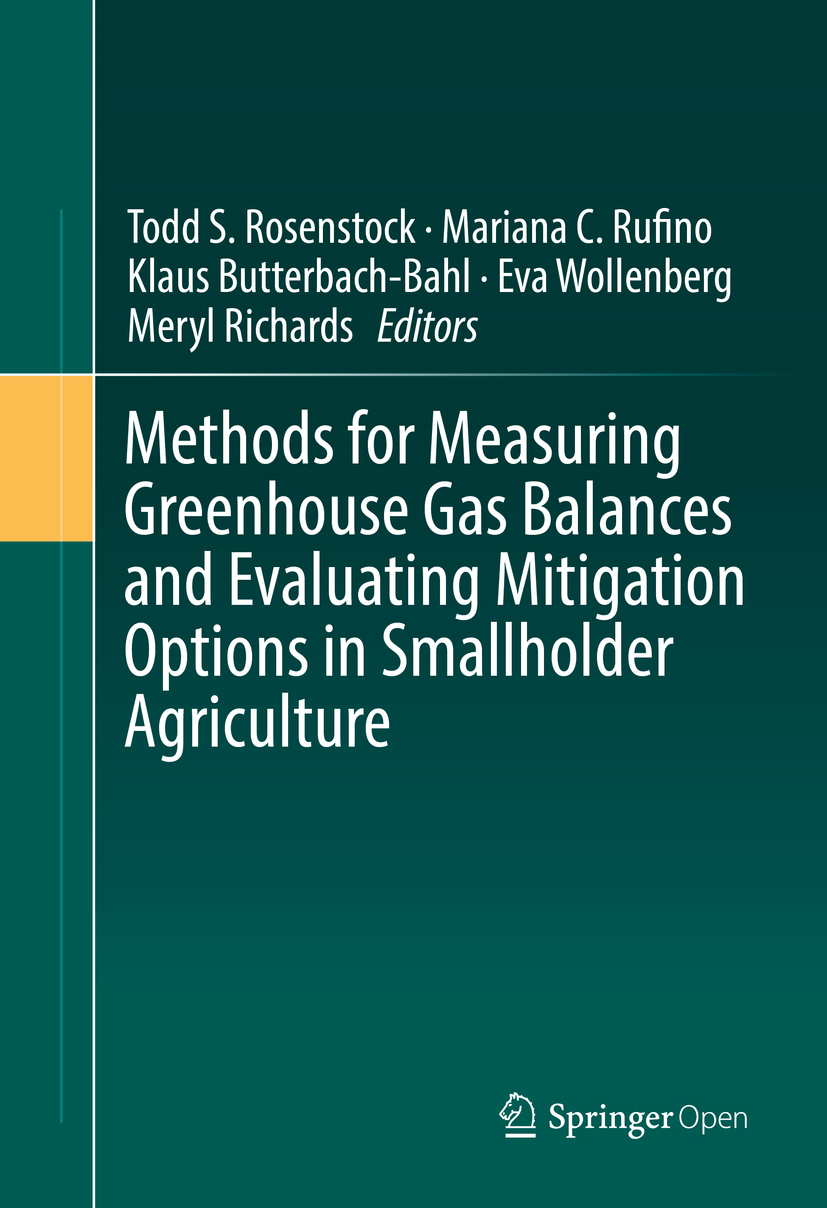 Todd S. Rosenstock · Mariana C. Rufino
Klaus Butterbach-Bahl · Eva Wollenberg
Meryl Richards Editors
Methods for Measuring
Greenhouse Gas Balances
and Evaluating Mitigation
Options in Smallholder
Agriculture
Springer Open